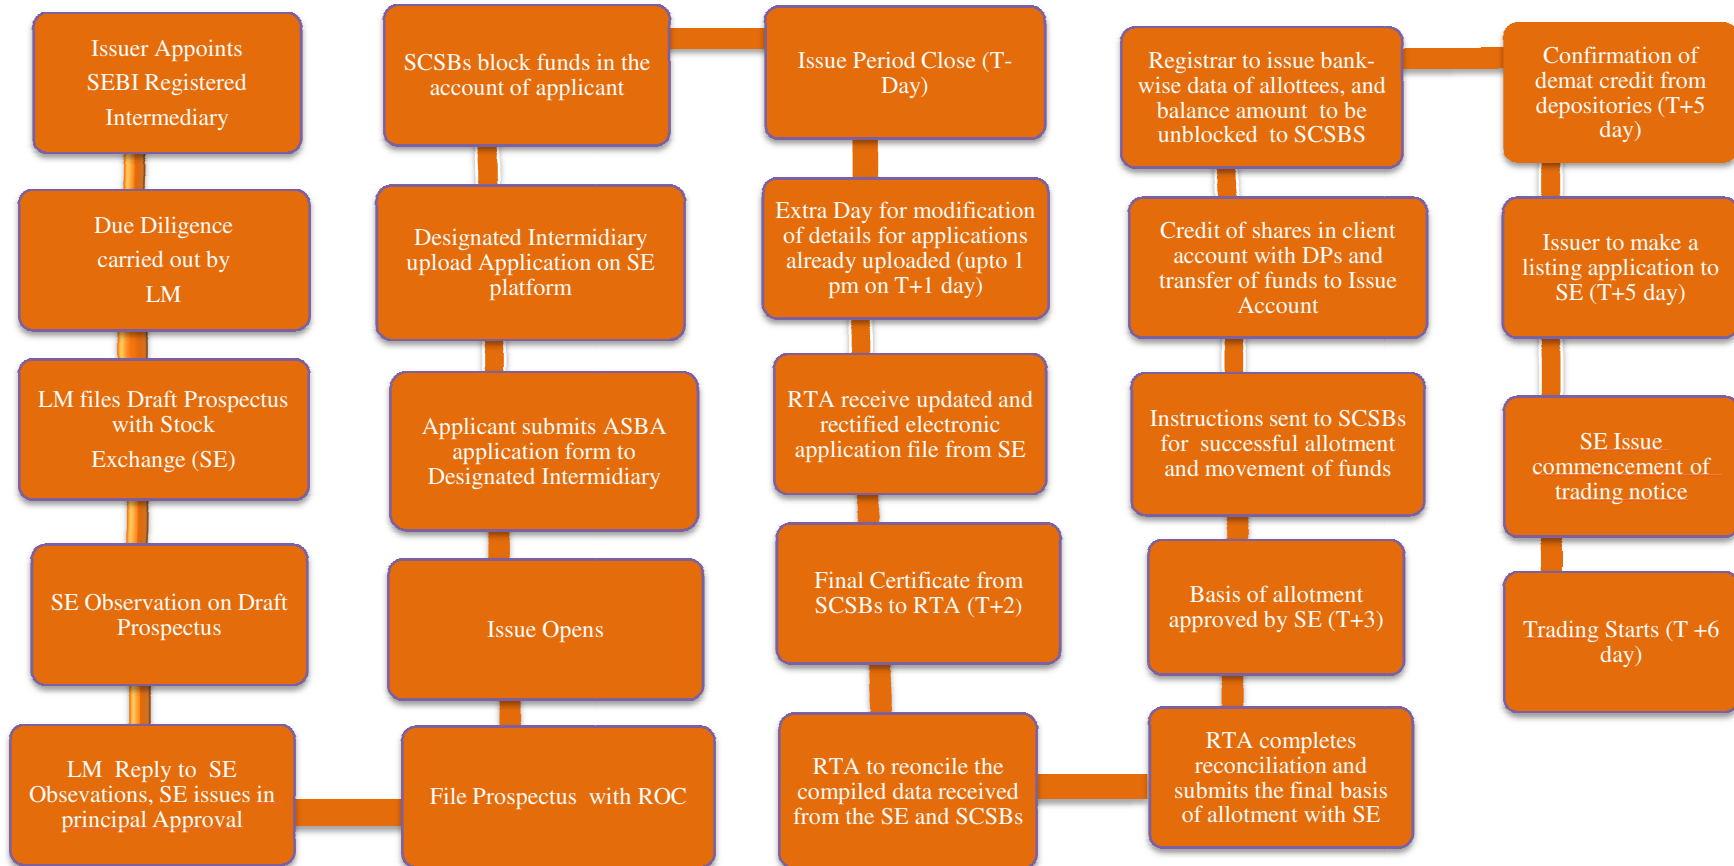 Issuer Appoints
SEBI Registered
Intermediary
Due Diligence
carried out by
LM
LM files Draft Prospectus
with Stock
Exchange (SE)
SE Observation on Draft
Prospectus
LM Reply to SE
Obsevations, SE issues in
principal Approval
File Prospectus with ROC
Issue Opens
Applicant submits ASBA
application form to
Designated Intermidiary
Designated Intermidiary
upload Application on SE
platform
SCSBs block funds in the
account of applicant
Issue Period Close (T-
Day)
Extra Day for modification
of details for applications
already uploaded (upto 1
pm on T+1 day)
RTA receive updated and
rectified electronic
application file from SE
Final Certificate from
SCSBs to RTA (T+2)
RTA to reoncile the
compiled data received
from the SE and SCSBs
RTA completes
reconciliation and
submits the final basis
of allotment with SE
Basis of allotment
approved by SE (T+3)
Instructions sent to SCSBs
for successful allotment
and movement of funds
Credit of shares in client
account with DPs and
transfer of funds to Issue
Account
Registrar to issue bank-
wise data of allottees, and
balance amount to be
unblocked to SCSBS
Confirmation of
demat credit from
depositories (T+5
day)
Issuer to make a
listing application to
SE (T+5 day)
SE Issue
commencement of
trading notice
Trading Starts (T +6
day)